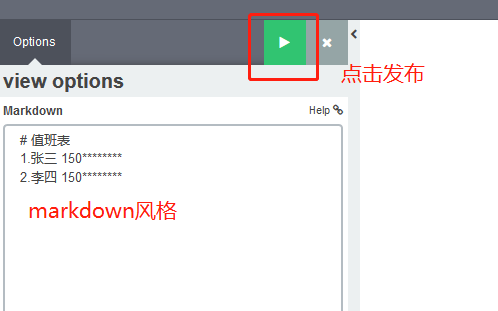 Options
点击发布
view options
Markdown
Help
# 值班表
1.张三 150********
2.李四 150********
markdown风格